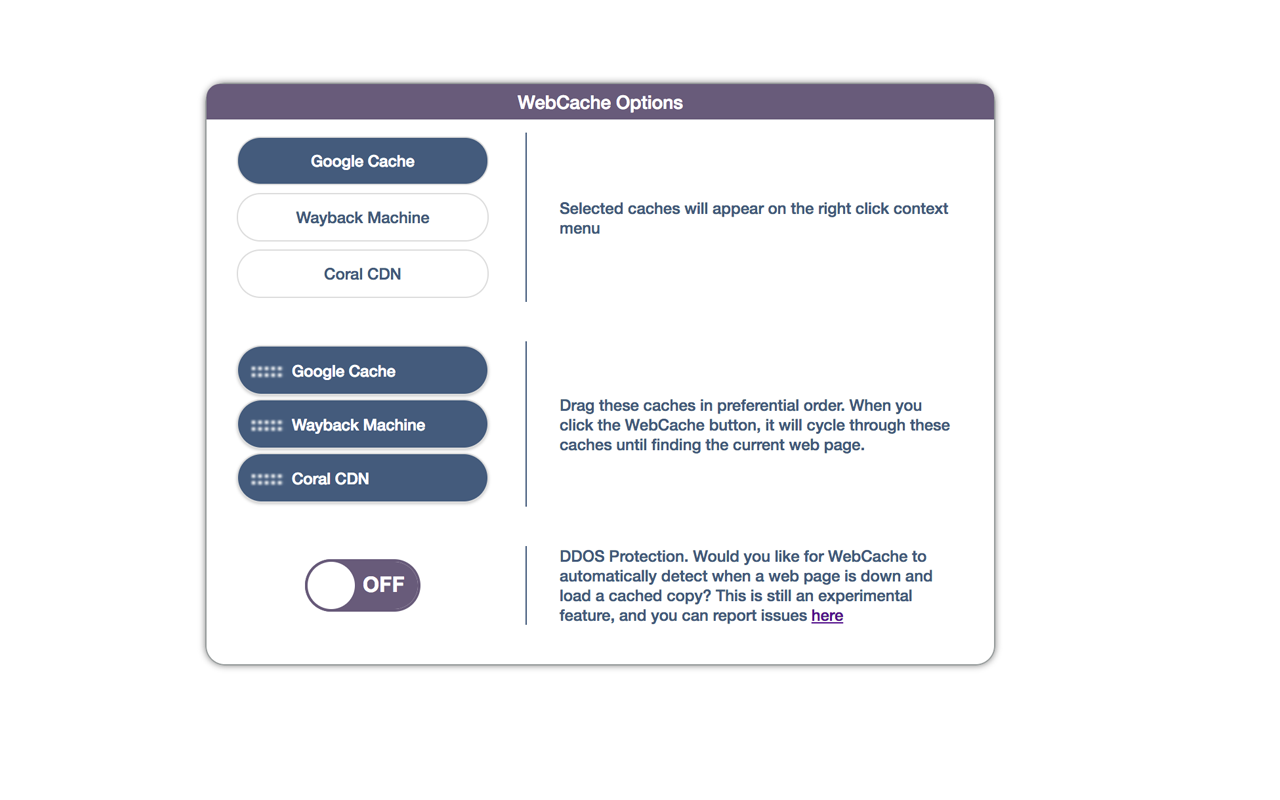 WebCache Options
Google Cache
Wayback Machine
Coral CDN
Selected caches will appear on the right click context
menu
Google Cache
Wayback Machine
Coral CDN
Drag these caches in preferential order. When you
click the WebCache button, it will cycle through these
caches until finding the current web page.
OFF
DDOS Protection. Would you like for WebCache to
automatically detect when a web page is down and
load a cached copy? This is still an experimental
feature, and you can report issues here